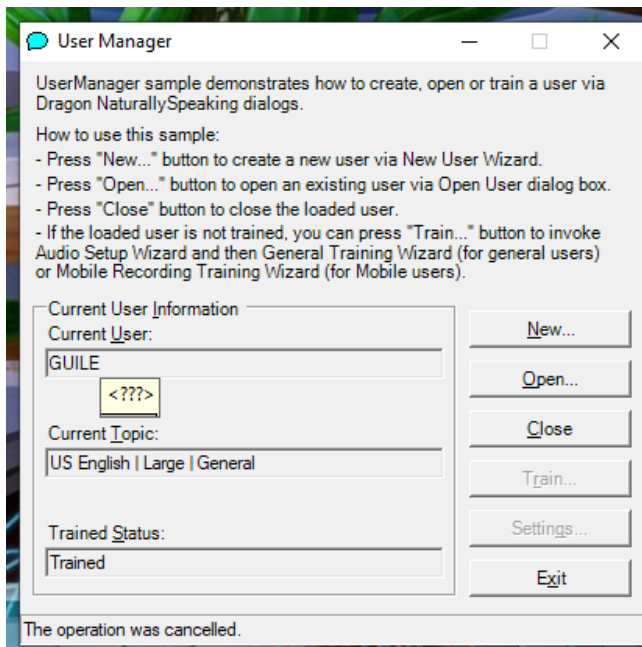 User Manager
UserManager sample demonstrates how to create, open or train a user via
Dragon NaturallySpeaking dialogs.
How to use this sample:
- Press "New..." button to create a new user via New User Wizard.
- Press "Open..." button to open an existing user via Open User dialog box.
- Press "Close" button to close the loaded user.
- If the loaded user is not trained, you can press "Train..." button to invoke
Audio Setup Wizard and then General Training Wizard (for general users)
or Mobile Recording Training Wizard (for Mobile users).
Current User Information
Current User:
GUILE
<???>
Current Topic:
US English | Large | General
Trained Status:
Trained
New...
Open...
Close
Train...
Settings...
Exit
The operation was cancelled.